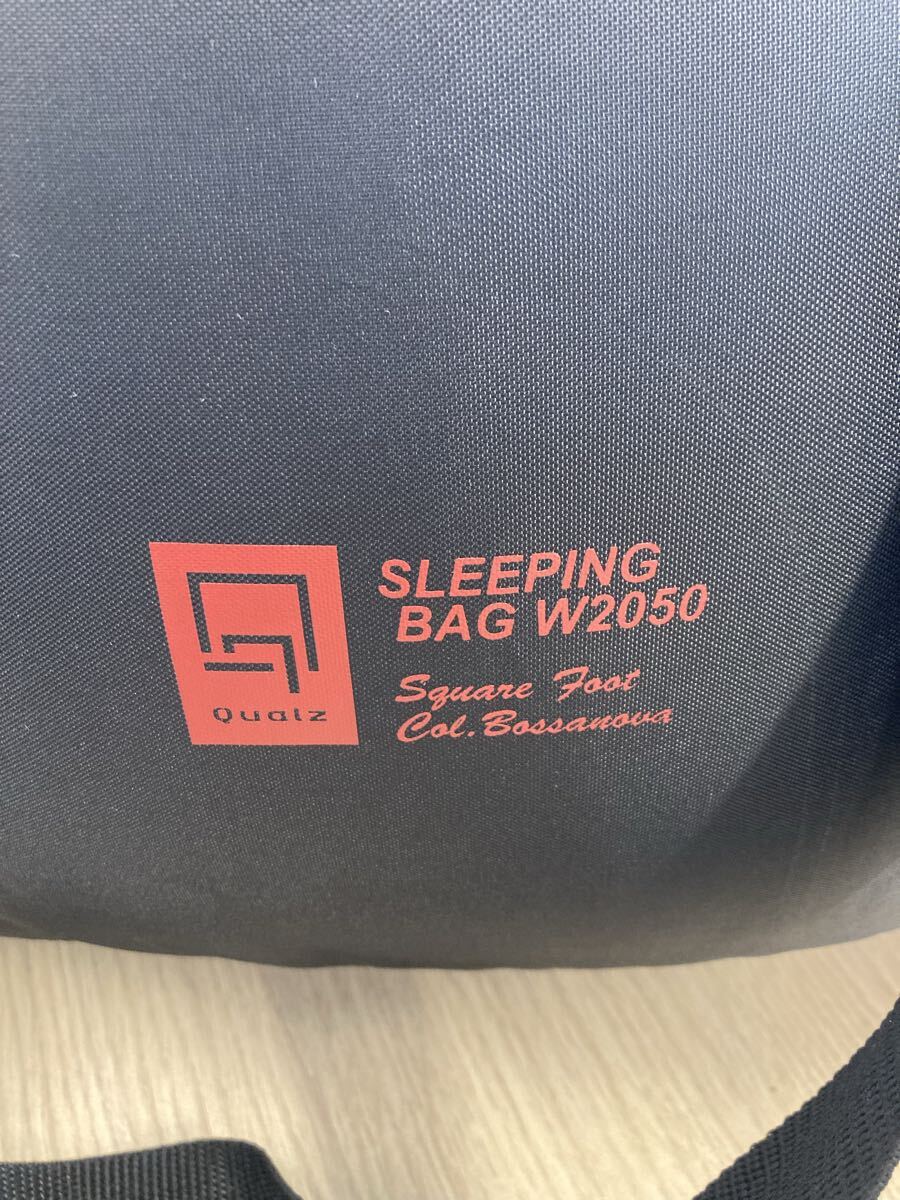 Qualz
SLEEPING
BAG W2050
Square Foot
Col. Bossanova